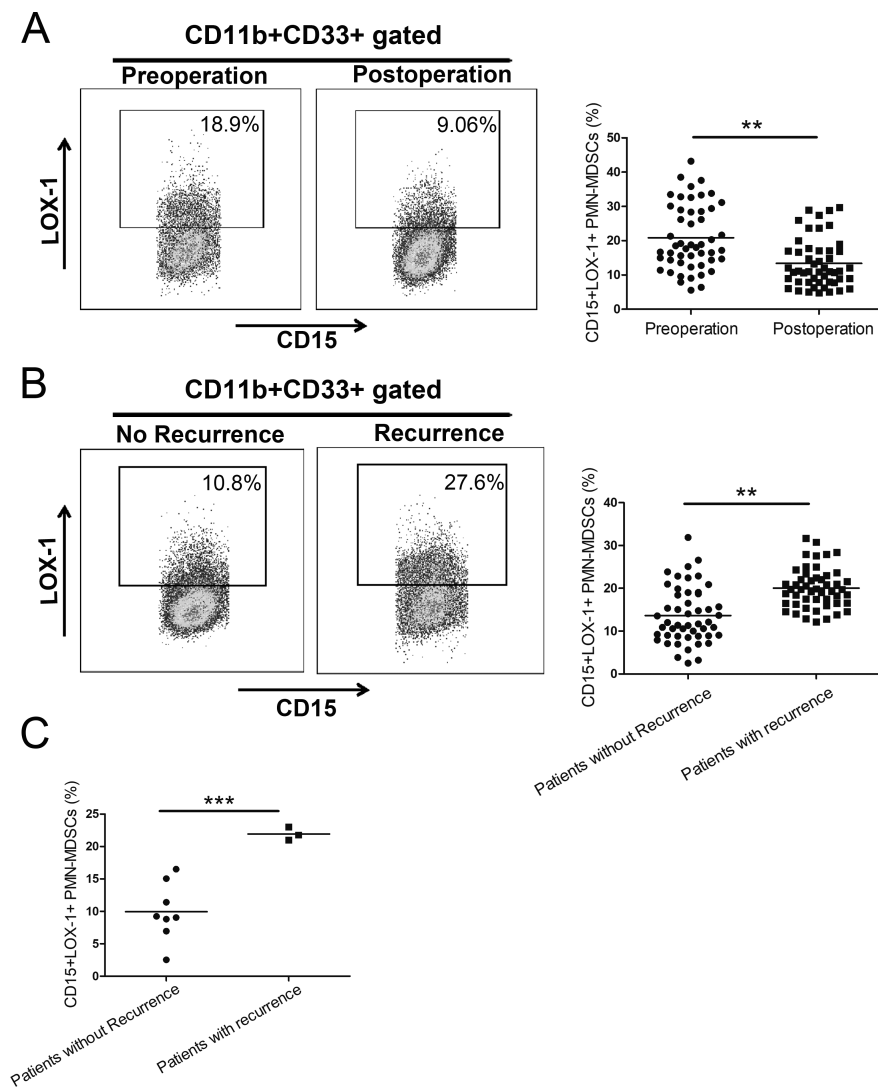 A
CD11b+CD33+ gated
Preoperation
Postoperation
18.9%
9.06%
LOX-1
CD15
CD15+LOX-1+ PMN-MDSCs (%)
**
50
40
30
20
10
0
Preoperation
Postoperation
B
CD11b+CD33+ gated
No Recurrence
Recurrence
10.8%
27.6%
LOX-1
CD15
CD15+LOX-1+ PMN-MDSCs (%)
**
40
30
20
10
0
Patients without Recurrence
Patients with recurrence
C
CD15+LOX-1+ PMN-MDSCs (%)
***
25
20
15
10
5
0
Patients without Recurrence
Patients with recurrence